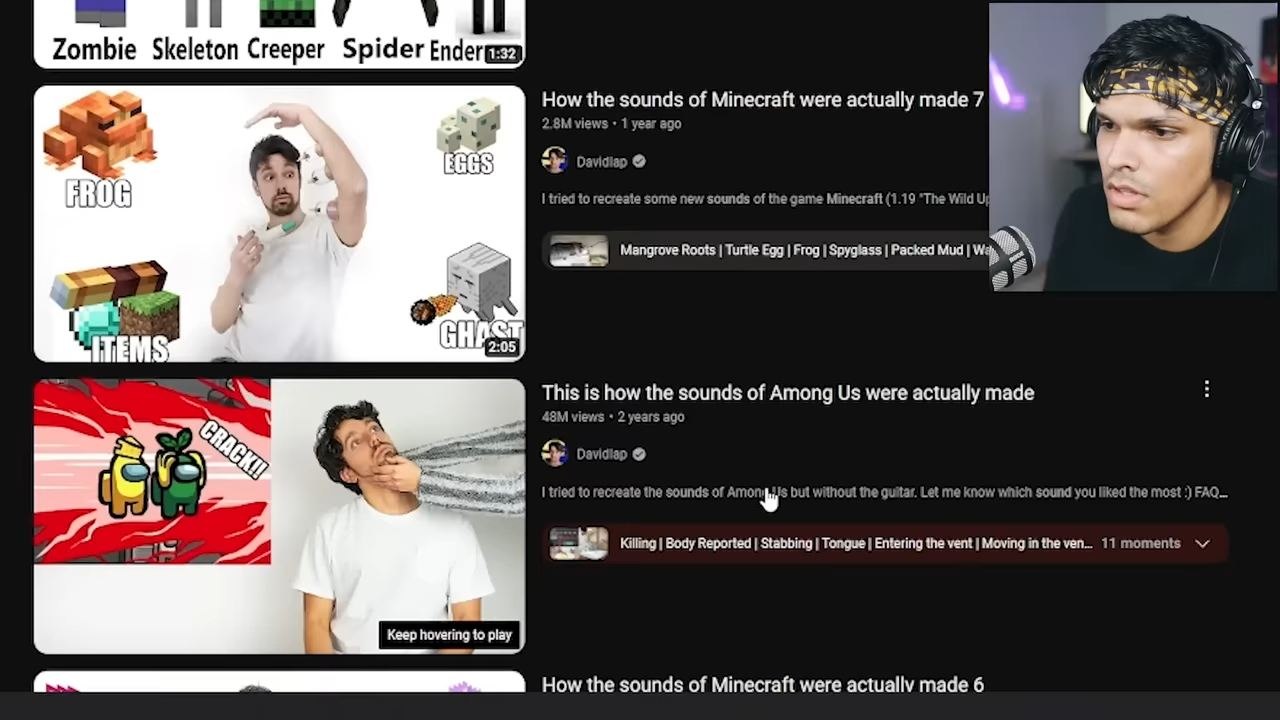 Zombie Skeleton Creeper Spider Ender
1:32
FROG
EGGS
ITEMS
GHAST
2:05
How the sounds of Minecraft were actually made 7
2.8M views • 1 year ago
Davidlap
I tried to recreate some new sounds of the game Minecraft (1.19 "The Wild Up
Mangrove Roots | Turtle Egg | Frog | Spyglass | Packed Mud | Wa
CRACK!!
Keep hovering to play
This is how the sounds of Among Us were actually made
48M views • 2 years ago
Davidlap
I tried to recreate the sounds of Among Us but without the guitar. Let me know which sound you liked the most :) FAQ...
Killing | Body Reported | Stabbing | Tongue | Entering the vent | Moving in the ven... 11 moments
How the sounds of Minecraft were actually made 6